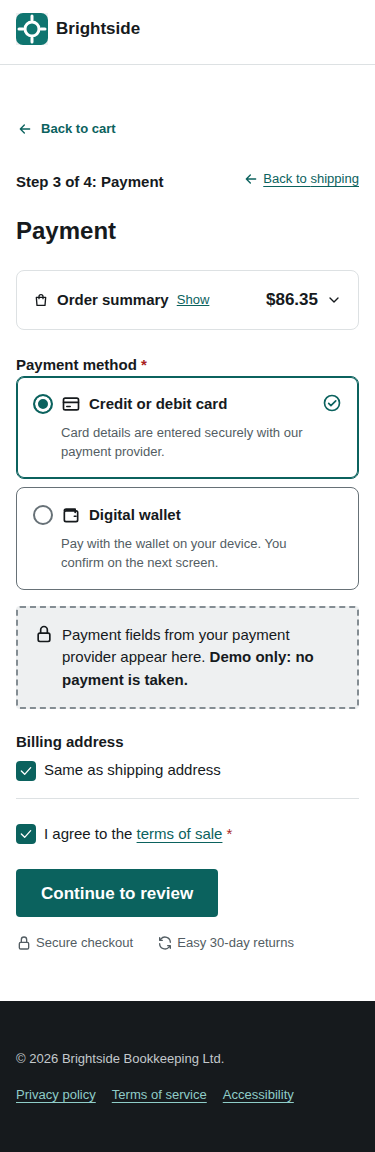 Brightside
Back to cart
Step 3 of 4: Payment
Back to shipping
Payment
Order summary Show $86.35
Payment method *
Credit or debit card
Card details are entered securely with our
payment provider.
Digital wallet
Pay with the wallet on your device. You
confirm on the next screen.
Payment fields from your payment
provider appear here. Demo only: no
payment is taken.
Billing address
Same as shipping address
I agree to the terms of sale *
Continue to review
Secure checkout Easy 30-day returns
© 2026 Brightside Bookkeeping Ltd.
Privacy policy Terms of service Accessibility